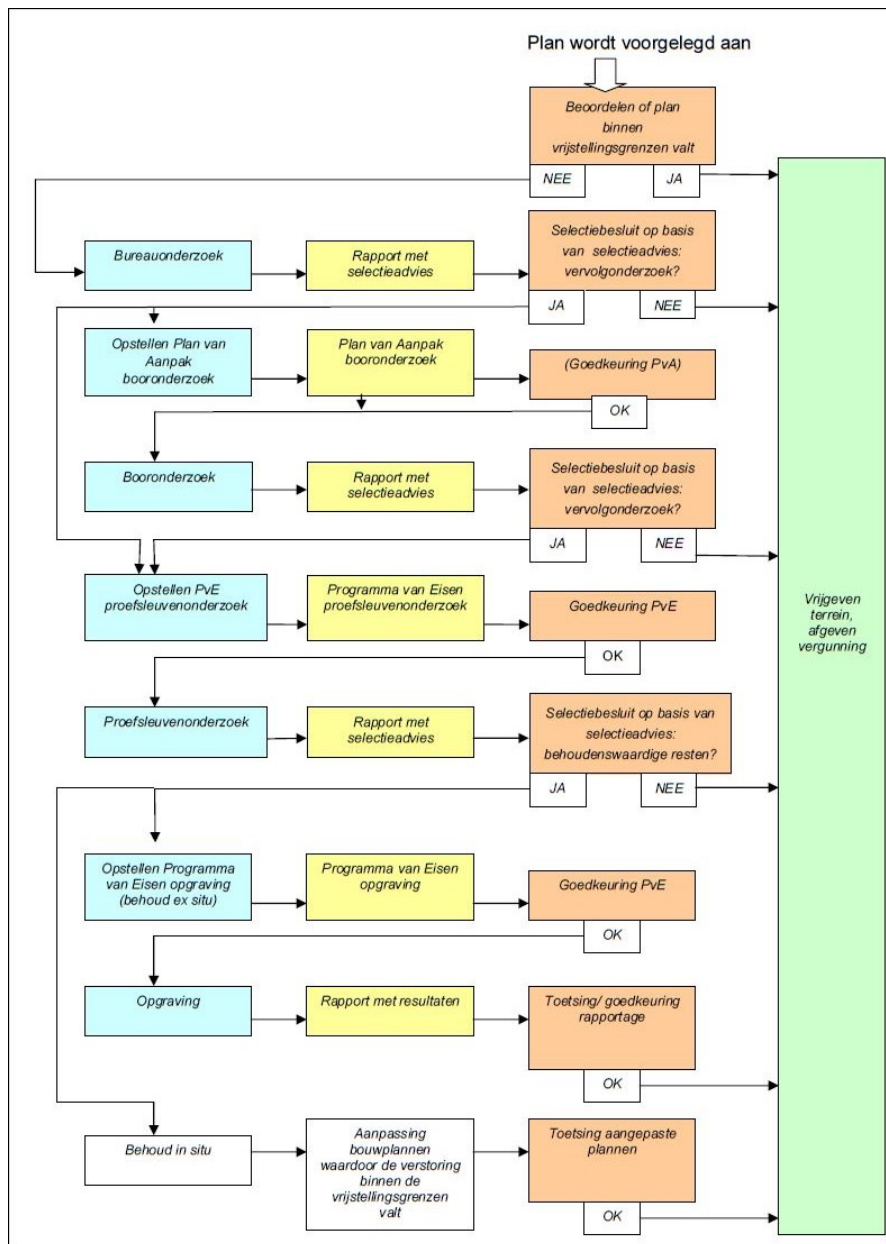 Plan wordt voorgelegd aan
Beoordelen of plan
binnen
vrijstellingsgrenzen valt
NEE
JA
Bureauonderzoek
Rapport met
selectieadvies
Selectiebesluit op basis
van selectieadvies:
vervolgonderzoek?
JA
NEE
Opstellen Plan van
Aanpak
booronderzoek
Plan van Aanpak
booronderzoek
(Goedkeuring PvA)
OK
Booronderzoek
Rapport met
selectieadvies
Selectiebesluit op basis
van selectieadvies:
vervolgonderzoek?
JA
NEE
Opstellen PvE
proefsleuvenonderzoek
Programma van Eisen
proefsleuvenonderzoek
Goedkeuring PvE
OK
Vrijgeven
terrein,
afgeven
vergunning
Proefsleuvenonderzoek
Rapport met
selectieadvies
Selectiebesluit op basis van
selectieadvies:
behoudenswaardige resten?
JA
NEE
Opstellen Programma
van Eisen opgraving
(behoud ex situ)
Programma van Eisen
opgraving
Goedkeuring PvE
OK
Opgraving
Rapport met resultaten
Toetsing/ goedkeuring
rapportage
OK
Behoud in situ
Aanpassing
bouwplannen
waardoor de verstoring
binnen de
vrijstellingsgrenzen
valt
Toetsing aangepaste
plannen
OK